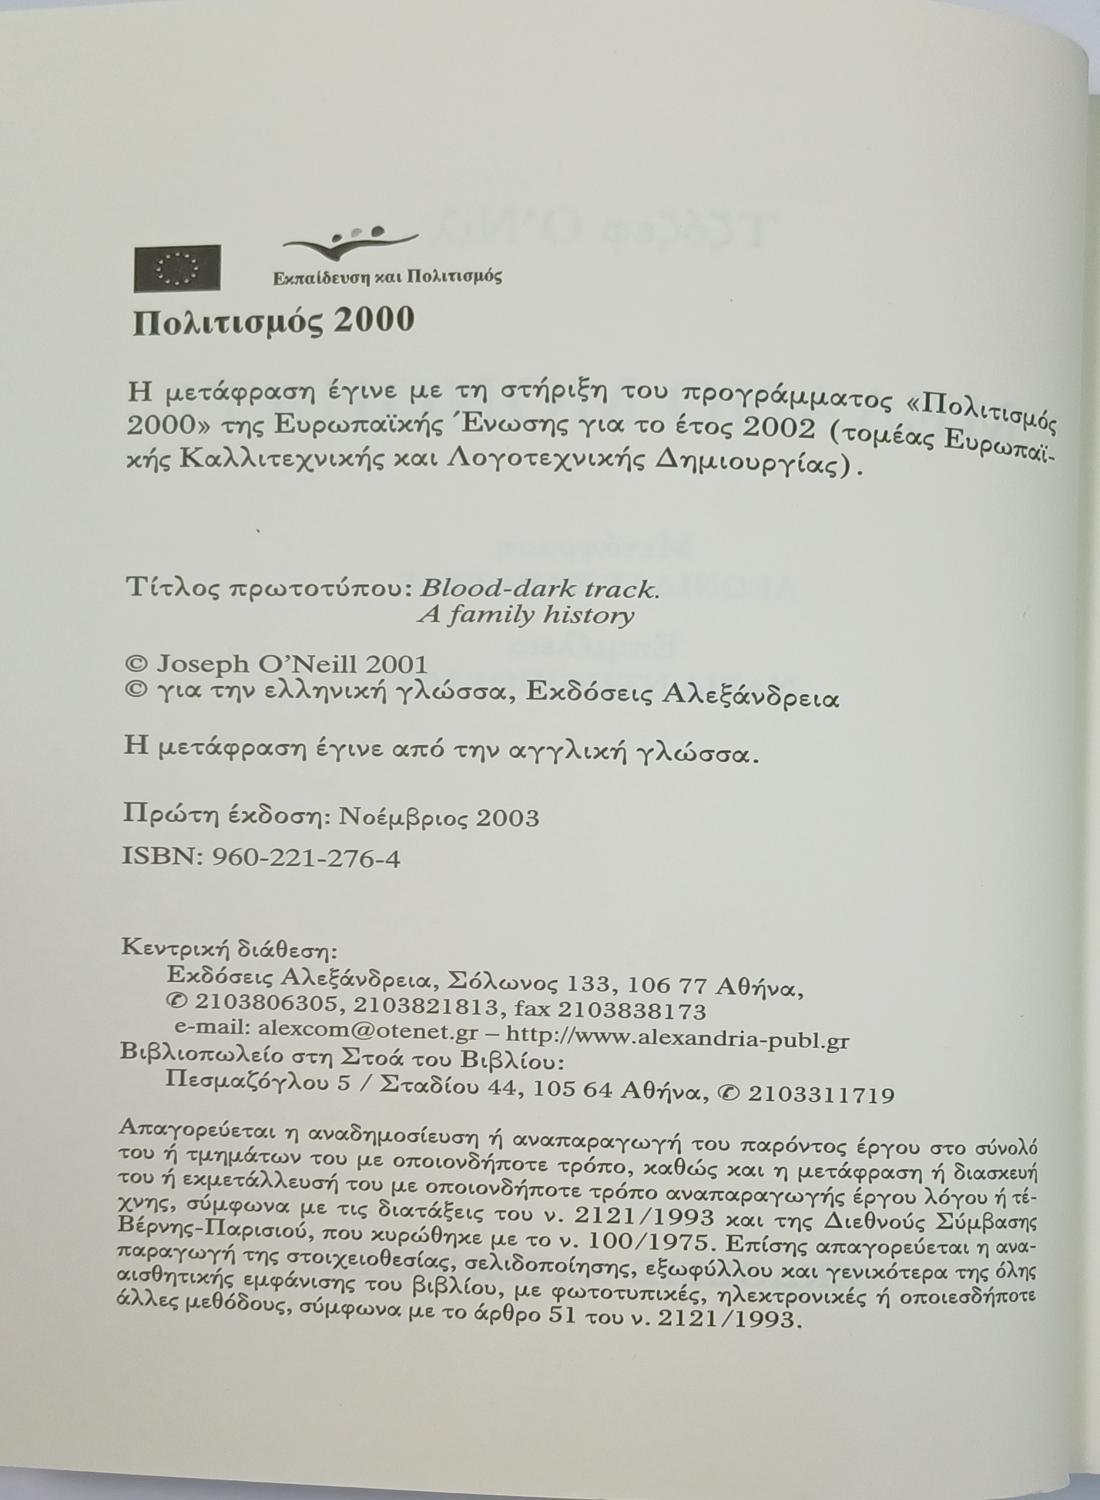 Εκπαίδευση και Πολιτισμός
Πολιτισμός 2000
Η μετάφραση έγινε με τη στήριξη του προγράμματος «Πολιτισμός
2000» της Ευρωπαϊκής Ένωσης για το έτος 2002 (τομέας Ευρωπαϊ-
κής Καλλιτεχνικής και Λογοτεχνικής Δημιουργίας).
Τίτλος πρωτοτύπου: Blood-dark track.
A family history
© Joseph O'Neill 2001
© για την ελληνική γλώσσα, Εκδόσεις Αλεξάνδρεια
Η μετάφραση έγινε από την αγγλική γλώσσα.
Πρώτη έκδοση: Νοέμβριος 2003
ISBN: 960-221-276-4
Κεντρική διάθεση:
Εκδόσεις Αλεξάνδρεια, Σόλωνος 133, 106 77 Αθήνα,
✆ 2103806305, 2103821813, fax 2103838173
e-mail: alexcom@otenet.gr – http://www.alexandria-publ.gr
Βιβλιοπωλείο στη Στοά του Βιβλίου:
Πεσμαζόγλου 5 / Σταδίου 44, 105 64 Αθήνα, ✆ 2103311719
Απαγορεύεται η αναδημοσίευση ή αναπαραγωγή του παρόντος έργου στο σύνολό
του ή τμημάτων του με οποιονδήποτε τρόπο, καθώς και η μετάφραση ή διασκευή
του ή εκμετάλλευσή του με οποιονδήποτε τρόπο αναπαραγωγής έργου λόγου ή τέ-
χνης, σύμφωνα με τις διατάξεις του ν. 2121/1993 και της Διεθνούς Σύμβασης
Βέρνης-Παρισιού, που κυρώθηκε με το ν. 100/1975. Επίσης απαγορεύεται η ανα-
παραγωγή της στοιχειοθεσίας, σελιδοποίησης, εξωφύλλου και γενικότερα της όλης
αισθητικής εμφάνισης του βιβλίου, με φωτοτυπικές, ηλεκτρονικές ή οποιεσδήποτε
άλλες μεθόδους, σύμφωνα με το άρθρο 51 του ν. 2121/1993.